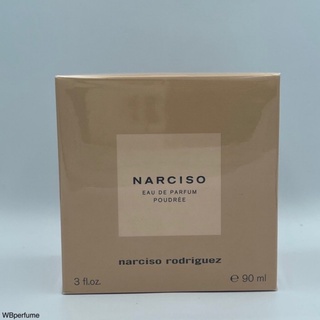 NARCISO
EAU DE PARFUM
POUDRÉE
narciso rodriguez
3 fl.oz. ℮ 90 ml
WBperfume